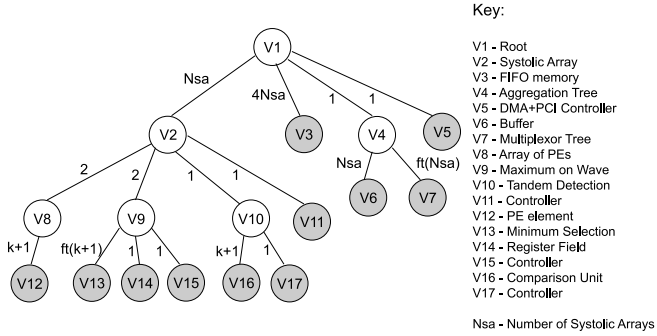 Key:
V1
V1 - Root
V2 - Systolic Array
V3 - FIFO memory
V4 - Aggregation Tree
V5 - DMA+PCI Controller
V6 - Buffer
V7 - Multiplexor Tree
V8 - Array of PEs
V9 - Maximum on Wave
V10 - Tandem Detection
V11 - Controller
V12 - PE element
V13 - Minimum Selection
V14 - Register Field
V15 - Controller
V16 - Comparison Unit
V17 - Controller
Nsa - Number of Systolic Arrays
Nsa 4Nsa 1 1
V2 V3 V4 V5
2 2 1 1 Nsa ft(Nsa)
V8 V9 V10 V11 V6 V7
k+1 ft(k+1) 1 1 k+1 1
V12 V13 V14 V15 V16 V17